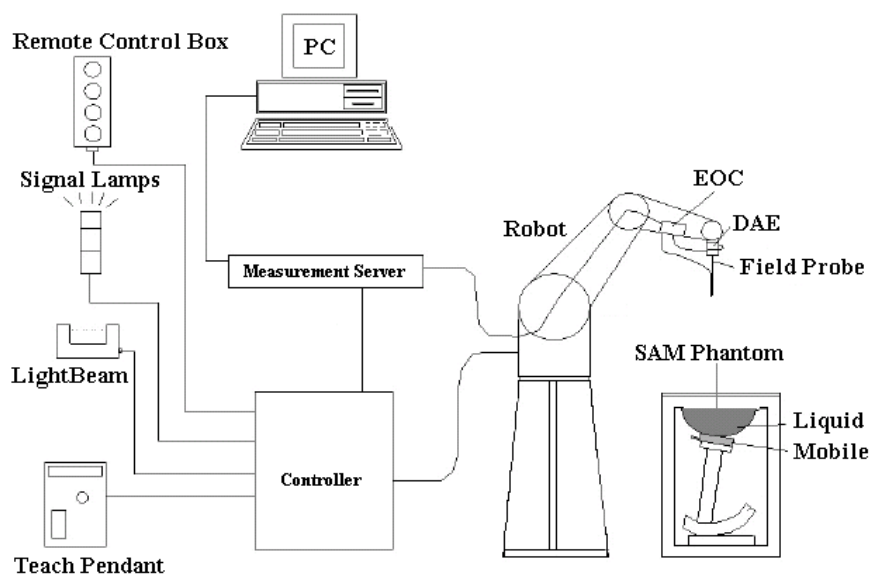 Remote Control Box
PC
Signal Lamps
EOC
Robot
DAE
Field Probe
Measurement Server
LightBeam
SAM Phantom
Liquid
Mobile
Controller
Teach Pendant